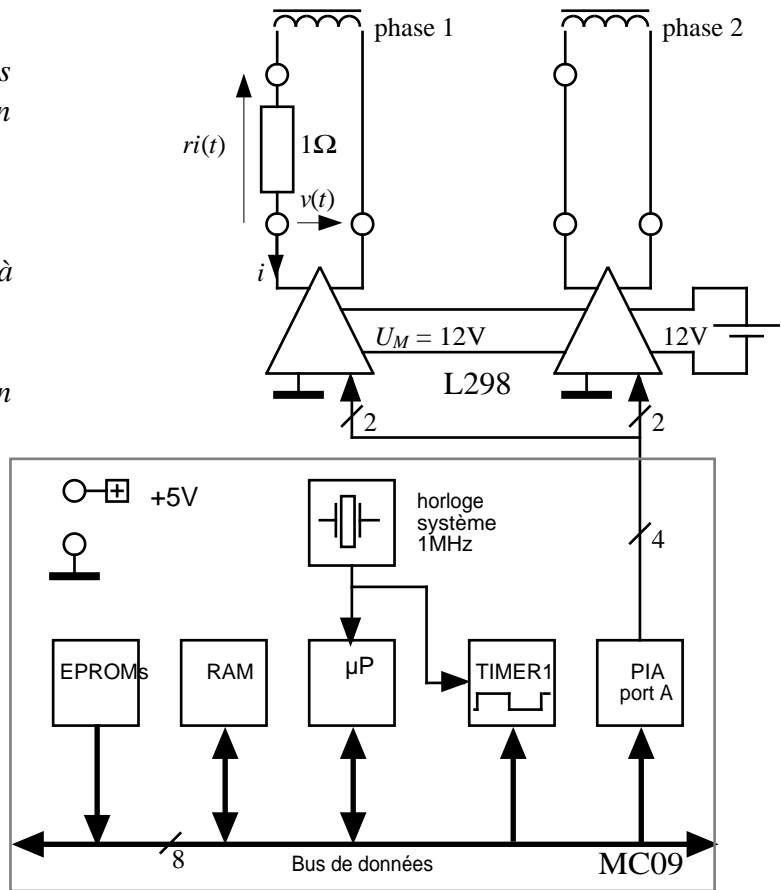 phase 1
phase 2
s
n
ri(t)
1Ω
v(t)
à
i
U_M = 12V
12V
L298
n
2
2
+5V
horloge
système
1MHz
4
EPROMs
RAM
µP
TIMER1
PIA
port A
8
Bus de données
MC09